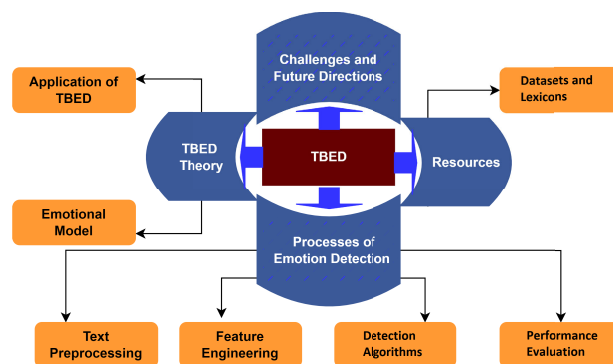 Challenges and
Future Directions
Application of
TBED
Datasets and
Lexicons
TBED
Theory
TBED
Resources
Emotional
Model
Processes of
Emotion Detection
Text
Preprocessing
Feature
Engineering
Detection
Algorithms
Performance
Evaluation